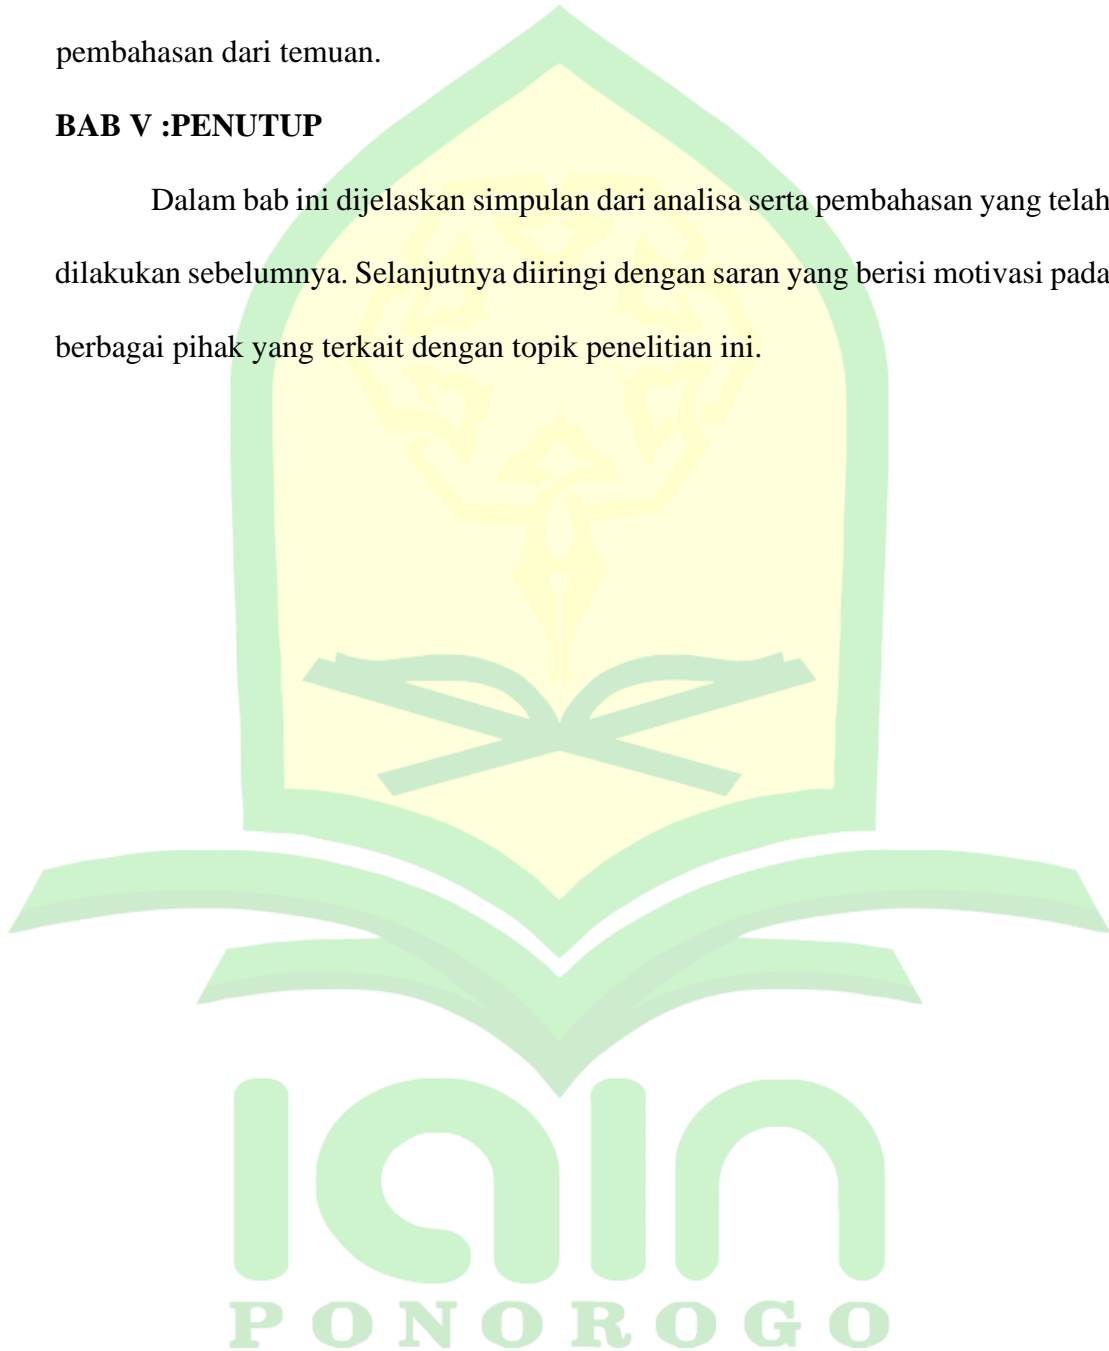 pembahasan dari temuan.
BAB V :PENUTUP
Dalam bab ini dijelaskan simpulan dari analisa serta pembahasan yang telah
dilakukan sebelumnya. Selanjutnya diiringi dengan saran yang berisi motivasi pada
berbagai pihak yang terkait dengan topik penelitian ini.
iain
PONOROGO